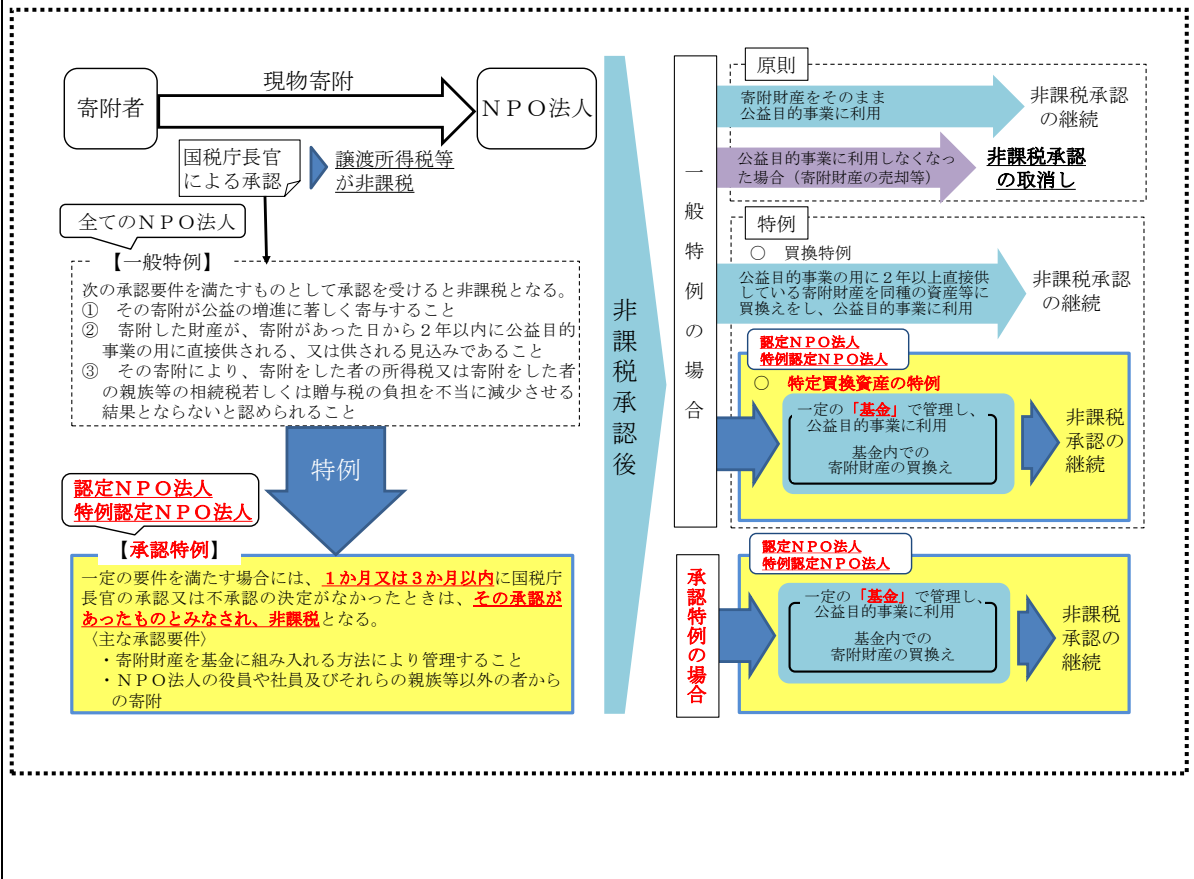 現物寄附
寄附者
ＮＰＯ法人
国税庁長官
による承認
譲渡所得税等
が非課税
全てのＮＰＯ法人
【一般特例】
次の承認要件を満たすものとして承認を受けると非課税となる。
①　その寄附が公益の増進に著しく寄与すること
②　寄附した財産が、寄附があった日から２年以内に公益目的
事業の用に直接供される、又は供される見込みであること
③　その寄附により、寄附をした者の所得税又は寄附をした者
の親族等の相続税若しくは贈与税の負担を不当に減少させる
結果とならないと認められること
特例
認定ＮＰＯ法人
特例認定ＮＰＯ法人
【承認特例】
一定の要件を満たす場合には、１か月又は３か月以内に国税庁
長官の承認又は不承認の決定がなかったときは、その承認が
あったものとみなされ、非課税となる。
〈主な承認要件〉
・寄附財産を基金に組み入れる方法により管理すること
・ＮＰＯ法人の役員や社員及びそれらの親族等以外の者から
の寄附
非課税承認後
一般特例の場合
原則
寄附財産をそのまま
公益目的事業に利用
非課税承認
の継続
公益目的事業に利用しなくなっ
た場合（寄附財産の売却等）
非課税承認
の取消し
特例
○　買換特例
公益目的事業の用に２年以上直接供
している寄附財産を同種の資産等に
買換えをし、公益目的事業に利用
非課税承認
の継続
認定ＮＰＯ法人
特例認定ＮＰＯ法人
○　特定買換資産の特例
一定の「基金」で管理し、
公益目的事業に利用
基金内での
寄附財産の買換え
非課税
承認の
継続
承認特例の場合
認定ＮＰＯ法人
特例認定ＮＰＯ法人
一定の「基金」で管理し、
公益目的事業に利用
基金内での
寄附財産の買換え
非課税
承認の
継続